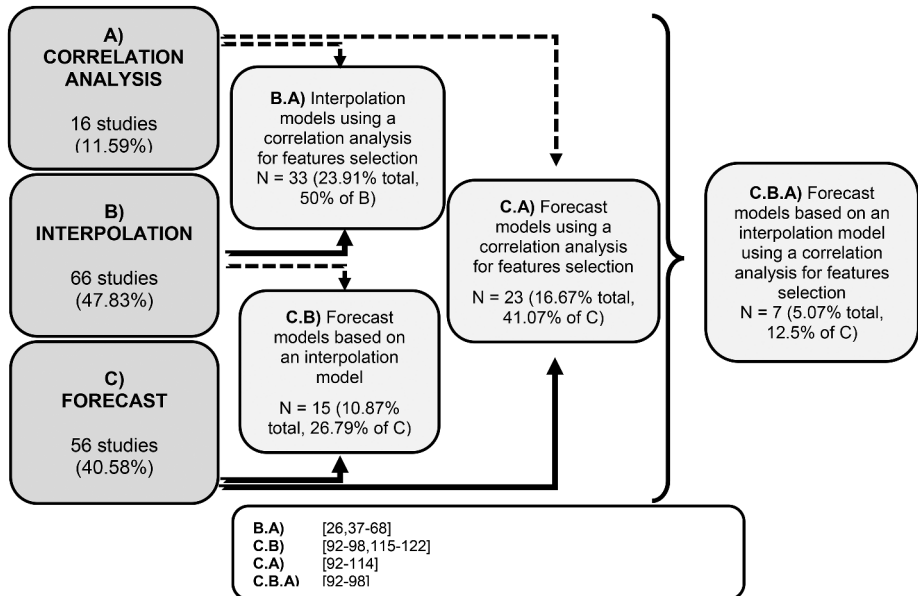 A)
CORRELATION
ANALYSIS
16 studies
(11.59%)
B)
INTERPOLATION
66 studies
(47.83%)
C)
FORECAST
56 studies
(40.58%)
B.A) Interpolation
models using a
correlation analysis
for features selection
N = 33 (23.91% total,
50% of B)
C.B) Forecast
models based on
an interpolation
model
N = 15 (10.87%
total, 26.79% of C)
C.A) Forecast
models using a
correlation analysis
for features selection
N = 23 (16.67% total,
41.07% of C)
C.B.A) Forecast
models based on an
interpolation model
using a correlation
analysis for features
selection
N = 7 (5.07% total,
12.5% of C)
B.A) [26,37-68]
C.B) [92-98,115-122]
C.A) [92-114]
C.B.A) [92-98]